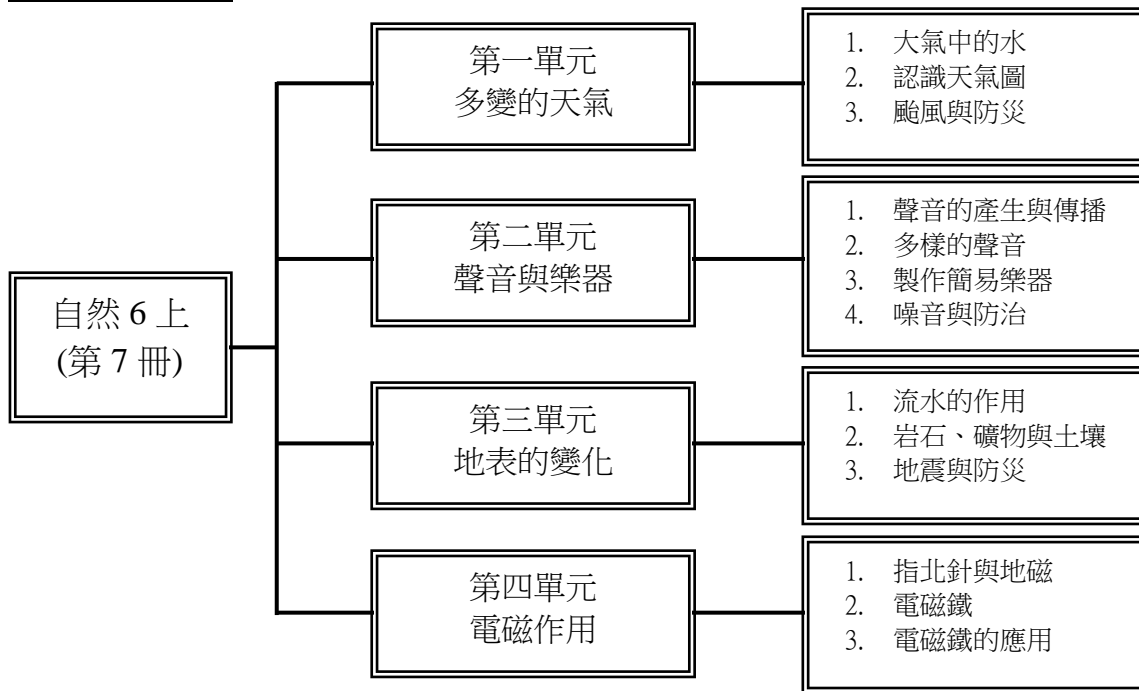 自然 6 上
(第 7 冊)
第一單元
多變的天氣
1. 大氣中的水
2. 認識天氣圖
3. 颱風與防災
第二單元
聲音與樂器
1. 聲音的產生與傳播
2. 多樣的聲音
3. 製作簡易樂器
4. 噪音與防治
第三單元
地表的變化
1. 流水的作用
2. 岩石、礦物與土壤
3. 地震與防災
第四單元
電磁作用
1. 指北針與地磁
2. 電磁鐵
3. 電磁鐵的應用